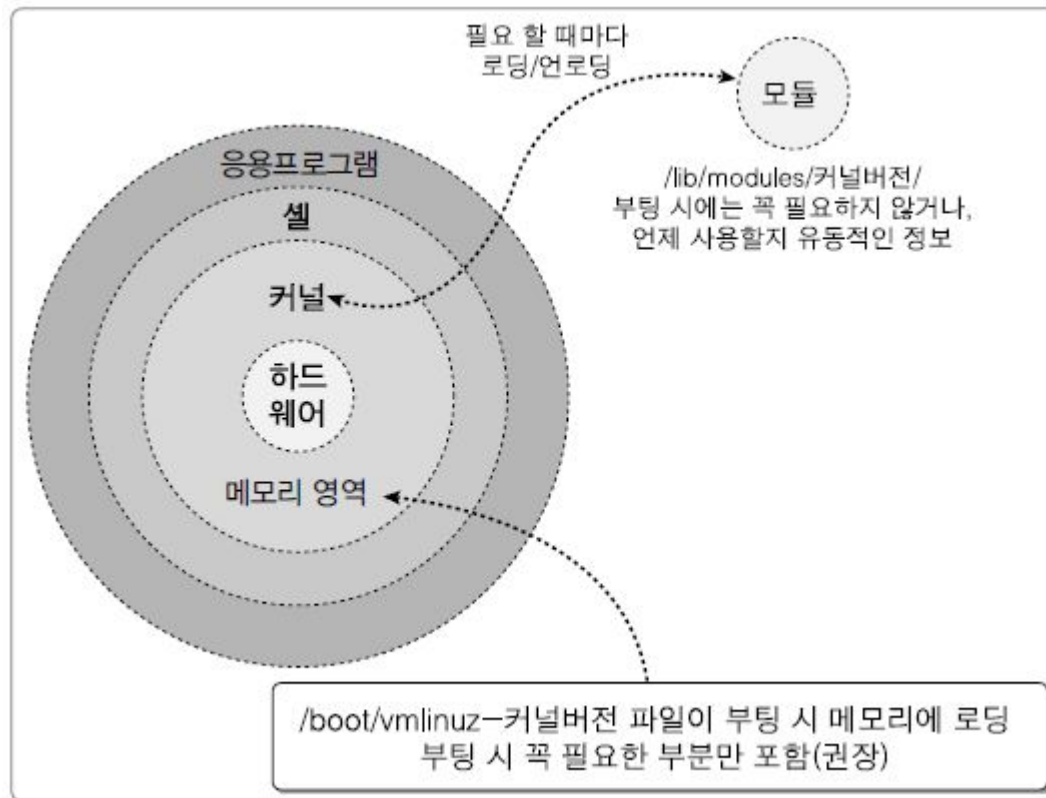 필요 할 때마다
로딩/언로딩
모듈
/lib/modules/커널버전/
부팅 시에는 꼭 필요하지 않거나,
언제 사용할지 유동적인 정보
응용프로그램
셸
커널
하드
웨어
메모리 영역
/boot/vmlinuz-커널버전 파일이 부팅 시 메모리에 로딩
부팅 시 꼭 필요한 부분만 포함(권장)